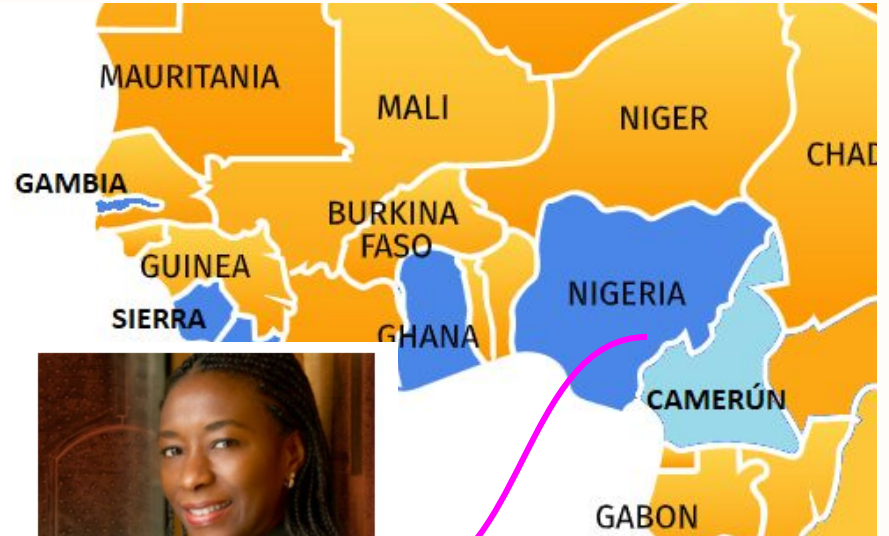 MAURITANIA
MALI
NIGER
CHAD
GAMBIA
BURKINA
FASO
GUINEA
NIGERIA
SIERRA
GHANA
CAMERÚN
GABON